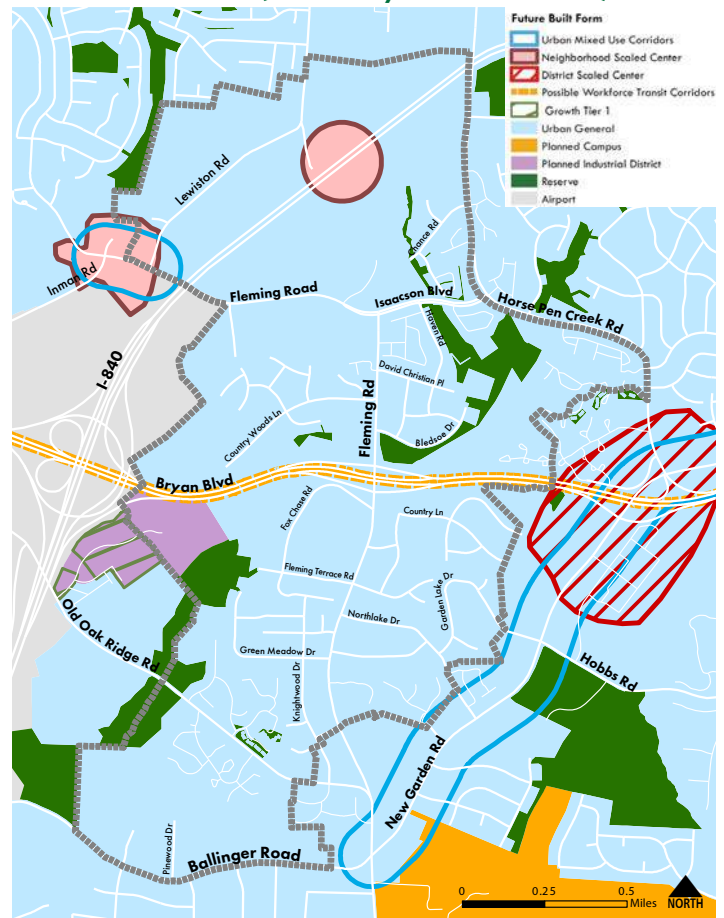 Future Built Form
Urban Mixed Use Corridors
Neighborhood Scaled Center
District Scaled Center
Possible Workforce Transit Corridors
Growth Tier 1
Urban General
Planned Campus
Planned Industrial District
Reserve
Airport
Lewiston Rd
Inman Rd
Chance Rd
Fleming Road
Isaacson Blvd
Horse Pen Creek Rd
Haven Rd
I-840
David Christian Pl
Fleming Rd
Country Woods Ln
Bledsoe Dr
Bryan Blvd
Fox Chase Rd
Country Ln
Fleming Terrace Rd
Garden Lake Dr
Old Oak Ridge Rd
Northlake Dr
Green Meadow Dr
Hobbs Rd
Knightwood Dr
New Garden Rd
Pinewood Dr
Ballinger Road
0 0.25 0.5
Miles
NORTH